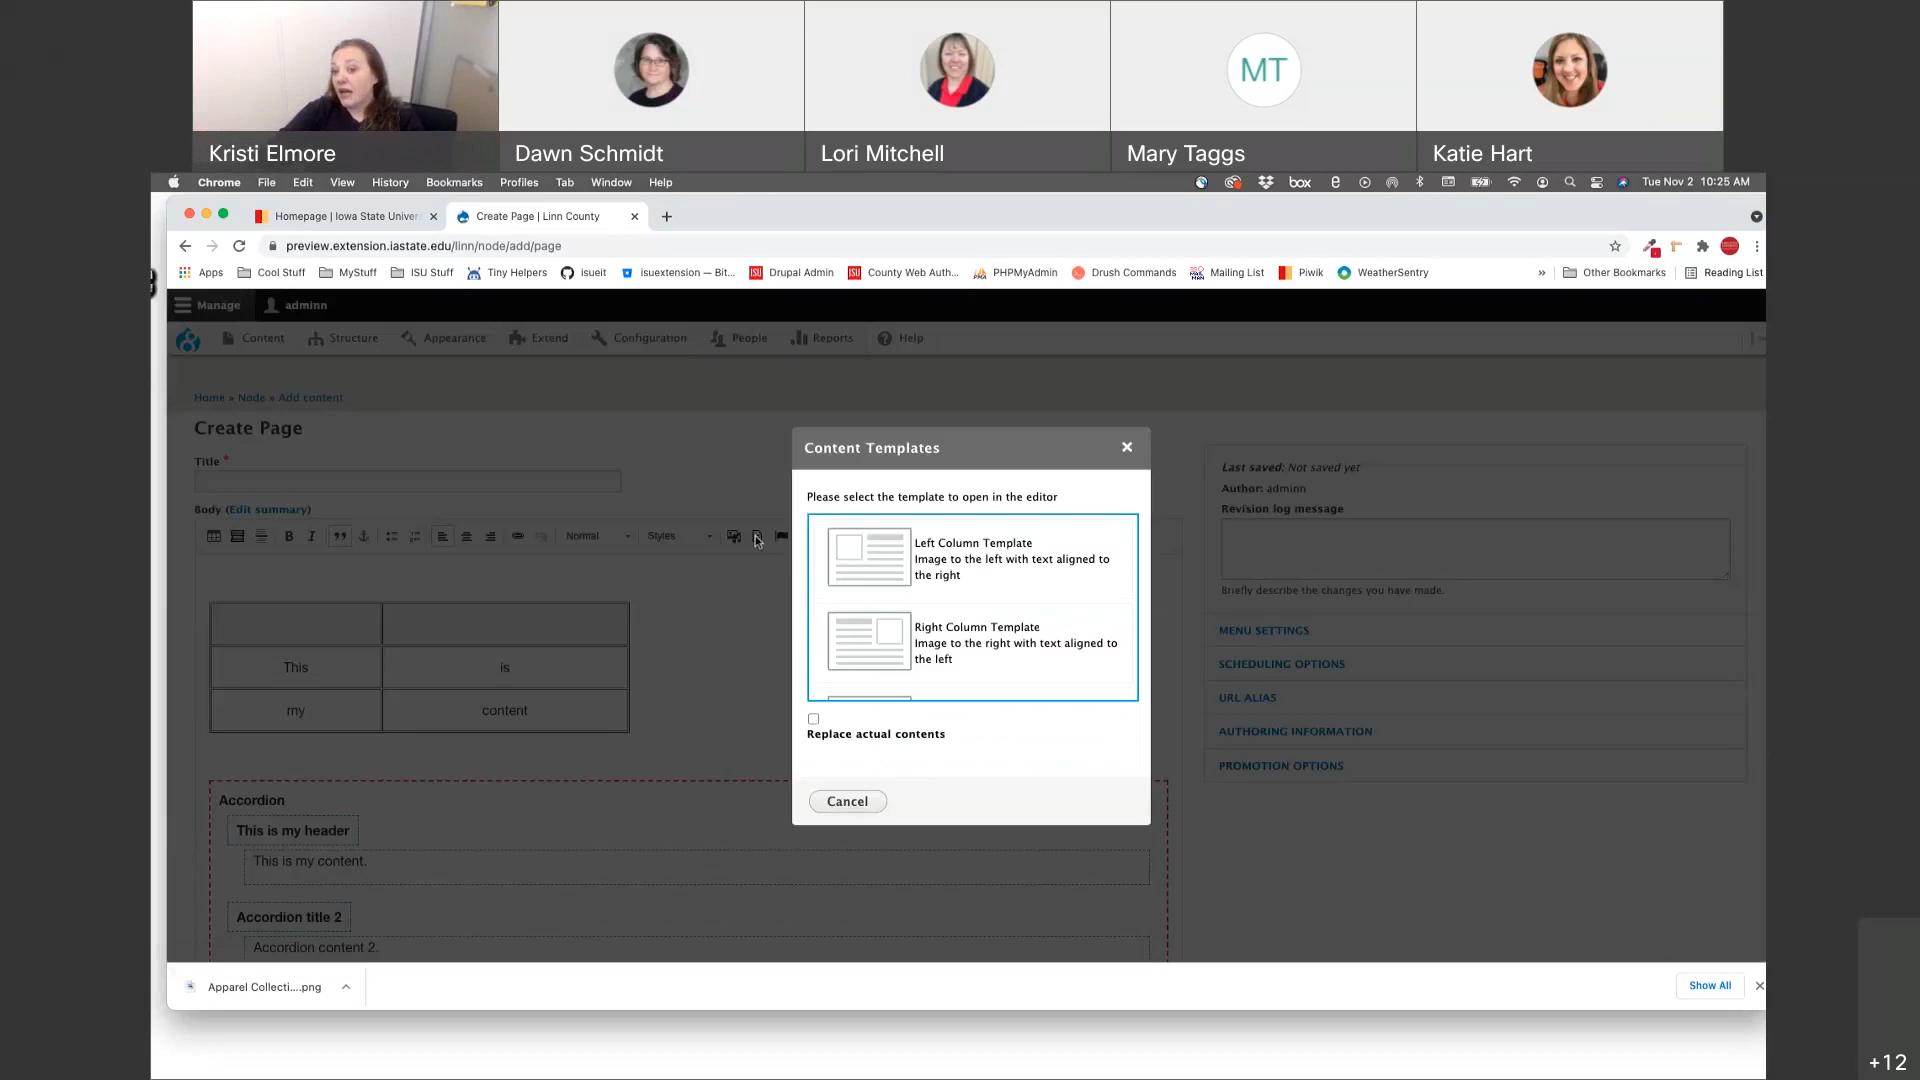 MT
Kristi Elmore
Dawn Schmidt
Lori Mitchell
Mary Taggs
Katie Hart
Chrome File Edit View History Bookmarks Profiles Tab Window Help
box
Tue Nov 2 10:25 AM
Homepage | Iowa State Univer
Create Page | Linn County
preview.extension.iastate.edu/linn/node/add/page
Apps Cool Stuff MyStuff ISU Stuff Tiny Helpers isueit isuextension — Bit... Drupal Admin County Web Auth... PHPMyAdmin Drush Commands Mailing List Piwik WeatherSentry » Other Bookmarks Reading List
Manage adminn
Content Structure Appearance Extend Configuration People Reports Help
Home » Node » Add content
Create Page
Title *
Body (Edit summary)
B I
Normal
Styles
This is
my content
Accordion
This is my header
This is my content.
Accordion title 2
Accordion content 2.
Content Templates
Please select the template to open in the editor
Left Column Template
Image to the left with text aligned to
the right
Right Column Template
Image to the right with text aligned to
the left
Replace actual contents
Cancel
Last saved: Not saved yet
Author: adminn
Revision log message
Briefly describe the changes you have made.
MENU SETTINGS
SCHEDULING OPTIONS
URL ALIAS
AUTHORING INFORMATION
PROMOTION OPTIONS
Apparel Collecti....png
Show All
+12